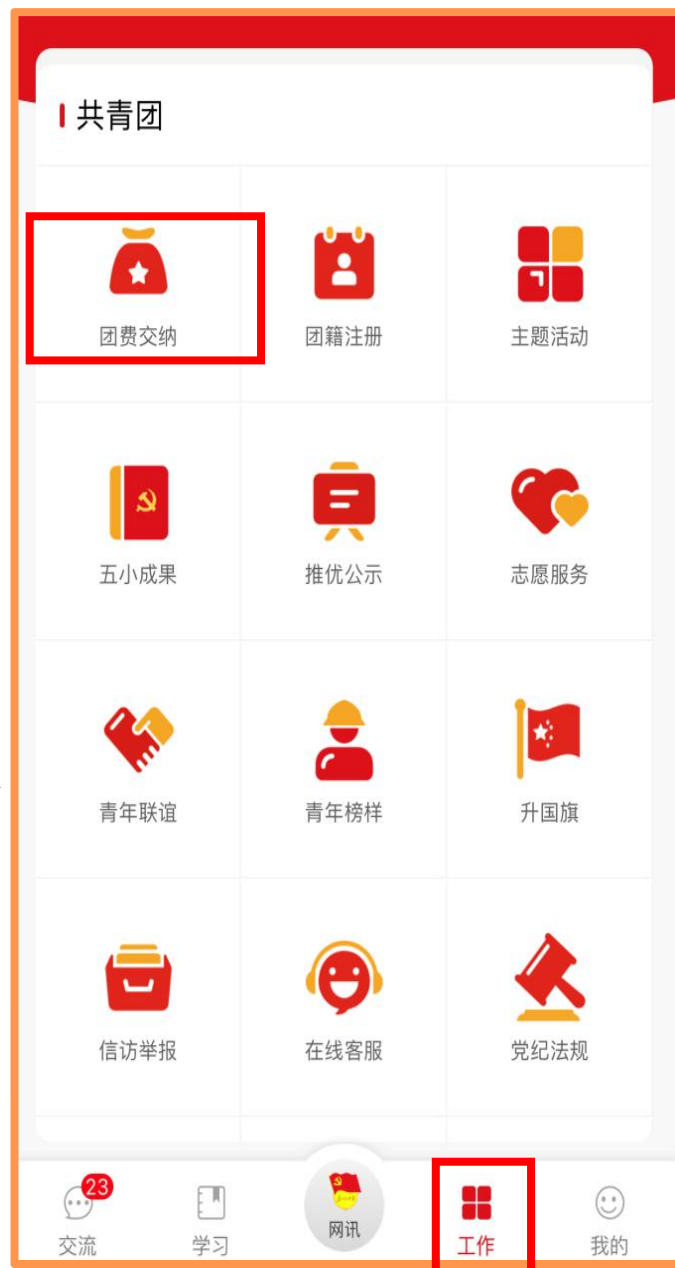 共青团
团费交纳 团籍注册 主题活动
五小成果 推优公示 志愿服务
青年联谊 青年榜样 升国旗
信访举报 在线客服 党纪法规
23
交流 学习 网讯 工作 我的